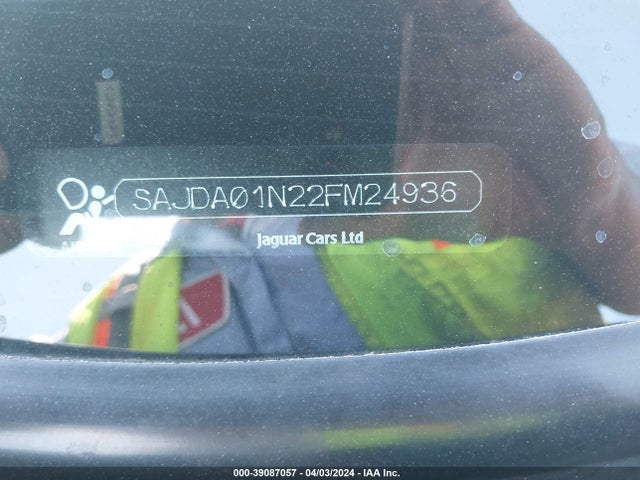 SAJDA01N22FM24936
Jaguar Cars Ltd
000-39087057 - 04/03/2024 - IAA Inc.